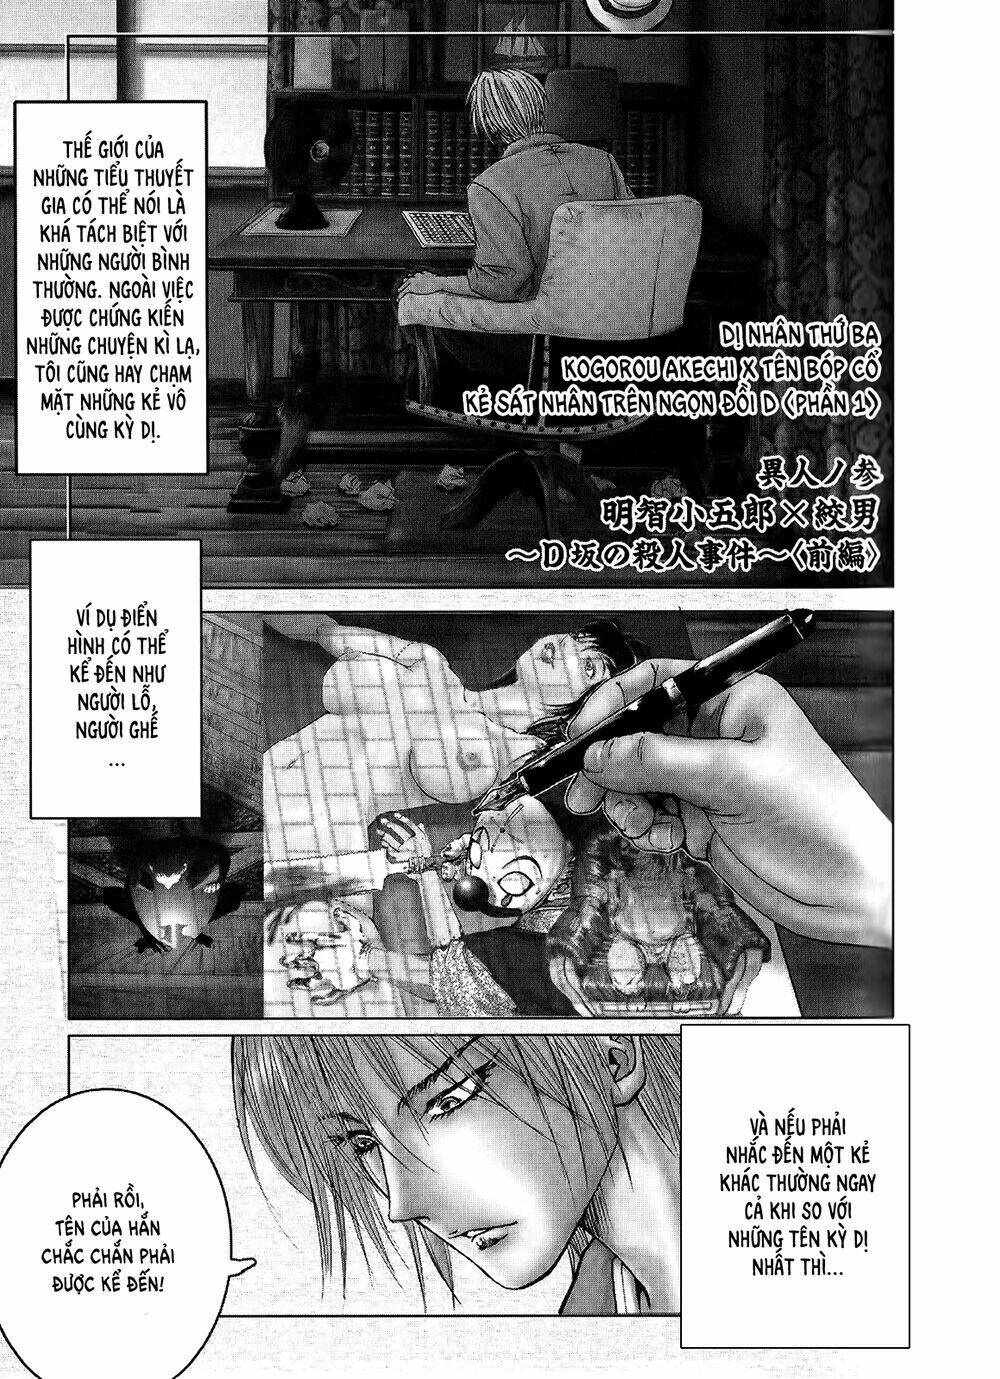 THẾ GIỚI CỦA
NHỮNG TIỂU THUYẾT
GIA CÓ THỂ NÓI LÀ
KHÁ TÁCH BIỆT VỚI
NHỮNG NGƯỜI BÌNH
THƯỜNG. NGOÀI VIỆC
ĐƯỢC CHỨNG KIẾN
NHỮNG CHUYỆN KÌ LẠ,
TÔI CŨNG HAY CHẠM
MẶT NHỮNG KẺ VÔ
CÙNG KỲ DỊ.
DỊ NHÂN THỨ BA
KOGOROU AKECHI X TÊN BÓP CỔ
KẺ SÁT NHÂN TRÊN NGỌN ĐỒI D (PHẦN 1)
異人ノ参
明智小五郎×絞男
～D坂の殺人事件～〈前編〉
VÍ DỤ ĐIỂN
HÌNH CÓ THỂ
KỂ ĐẾN NHƯ
NGƯỜI LỖ,
NGƯỜI GHẾ
...
VÀ NẾU PHẢI
NHẮC ĐẾN MỘT KẺ
KHÁC THƯỜNG NGAY
CẢ KHI SO VỚI
NHỮNG TÊN KỲ DỊ
NHẤT THÌ...
PHẢI RỒI,
TÊN CỦA HẮN
CHẮC CHẮN PHẢI
ĐƯỢC KỂ ĐẾN!